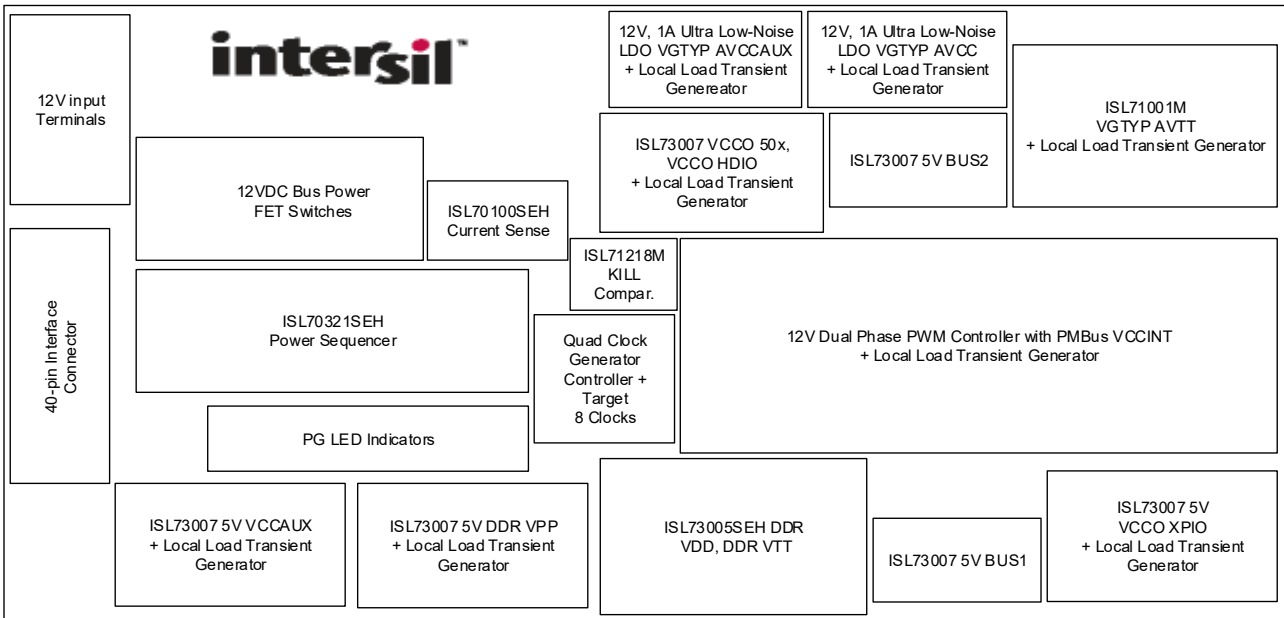 intersil™
12V input
Terminals
12V, 1A Ultra Low-Noise
LDO VGTYP AVCCAUX
+ Local Load Transient
Genereator
12V, 1A Ultra Low-Noise
LDO VGTYP AVCC
+ Local Load Transient
Generator
ISL71001M
VGTYP AVTT
+ Local Load Transient Generator
ISL73007 VCCO 50x,
VCCO HDIO
+ Local Load Transient
Generator
ISL73007 5V BUS2
12VDC Bus Power
FET Switches
ISL70100SEH
Current Sense
ISL71218M
KILL
Compar.
40-pin Interface
Connector
ISL70321SEH
Power Sequencer
Quad Clock
Generator
Controller +
Target
8 Clocks
12V Dual Phase PWM Controller with PMBus VCCINT
+ Local Load Transient Generator
PG LED Indicators
ISL73007 5V VCCAUX
+ Local Load Transient
Generator
ISL73007 5V DDR VPP
+ Local Load Transient
Generator
ISL73005SEH DDR
VDD, DDR VTT
ISL73007 5V BUS1
ISL73007 5V
VCCO XPIO
+ Local Load Transient
Generator